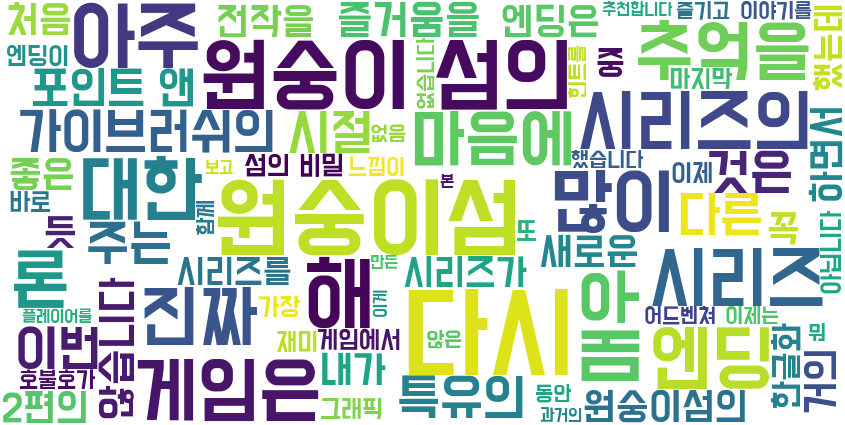 처음
아주
전작을
즐거움을
엔딩은
추천합니다
즐기고
이야기를
엔딩이
원숭이 섬의
없습니다
힌트를
중
추억을
했는데
포인트 앤
마지막
가이브러쉬의
시절
없음
마음에
시리즈의
하면서
좋은
대한
보고
섬의 비밀
느낌이
했습니다
이제
것은
바로
함께
원숭이섬
본
많이
다른
꼭
듯
주는
또
새로운
아닙니다
론
시리즈를
해
만든
시리즈가
시리즈
않습니다
진짜
가장
이게
다시
아
봄
플레이어를
어드벤쳐
이제는
이번
재미
게임에서
않은
엔딩
한글화
뭐
호불호가
게임은
내가
특유의
동안
거의
2편의
그래픽
과거의
원숭이섬의